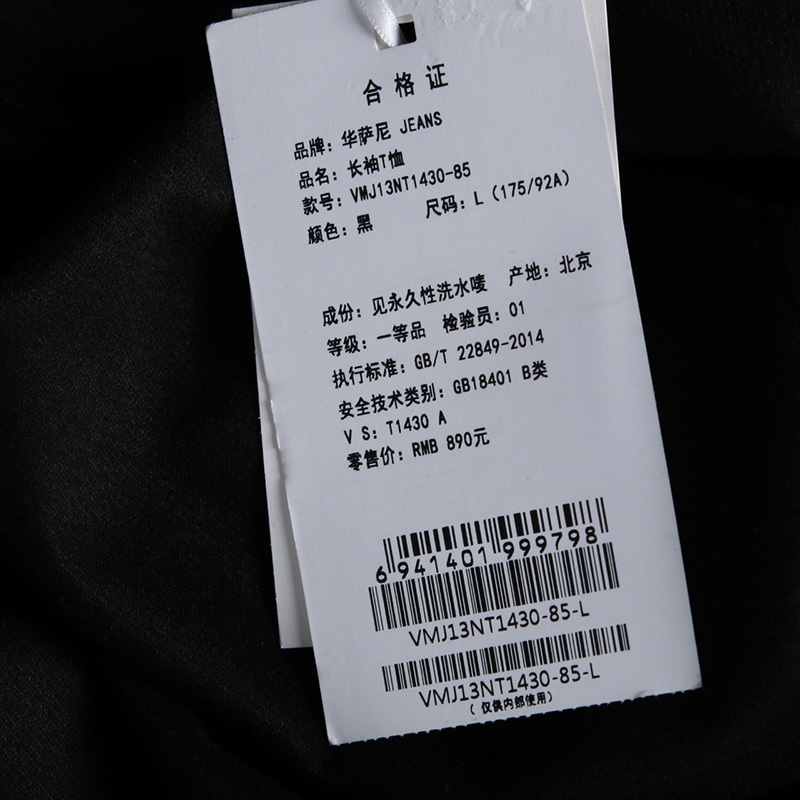 合格证
品牌：华萨尼 JEANS
品名：长袖T恤
款号：VMJ13NT1430-85
颜色：黑 尺码：L（175/92A）
成份：见永久性洗水唛 产地：北京
等级：一等品 检验员：01
执行标准：GB/T 22849-2014
安全技术类别：GB18401 B类
V S：T1430 A
零售价：RMB 890元
6 941401 999798
VMJ13NT1430-85-L
VMJ13NT1430-85-L
（仅供内部使用）